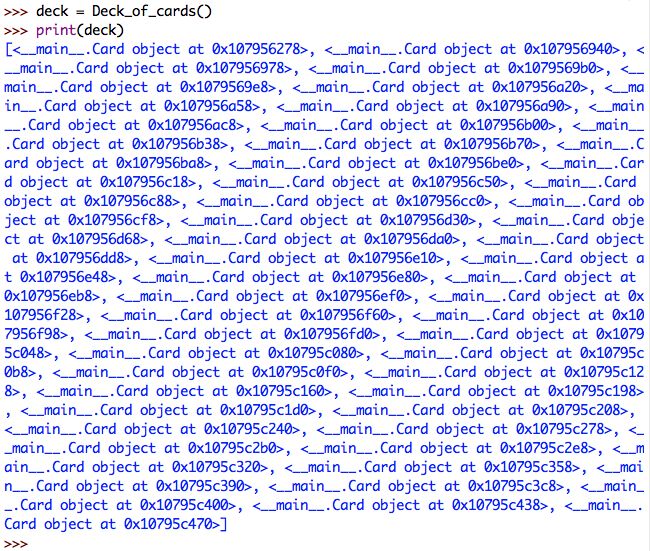 >>> deck = Deck_of_cards()
>>> print(deck)
[<__main__.Card object at 0x107956278>, <__main__.Card object at 0x107956940>, <
__main__.Card object at 0x107956978>, <__main__.Card object at 0x1079569b0>, <__
main__.Card object at 0x1079569e8>, <__main__.Card object at 0x107956a20>, <__ma
in__.Card object at 0x107956a58>, <__main__.Card object at 0x107956a90>, <__main
__.Card object at 0x107956ac8>, <__main__.Card object at 0x107956b00>, <__main__
.Card object at 0x107956b38>, <__main__.Card object at 0x107956b70>, <__main__.C
ard object at 0x107956ba8>, <__main__.Card object at 0x107956be0>, <__main__.Car
d object at 0x107956c18>, <__main__.Card object at 0x107956c50>, <__main__.Card 
object at 0x107956c88>, <__main__.Card object at 0x107956cc0>, <__main__.Card ob
ject at 0x107956cf8>, <__main__.Card object at 0x107956d30>, <__main__.Card obje
ct at 0x107956d68>, <__main__.Card object at 0x107956da0>, <__main__.Card object
 at 0x107956dd8>, <__main__.Card object at 0x107956e10>, <__main__.Card object a
t 0x107956e48>, <__main__.Card object at 0x107956e80>, <__main__.Card object at 
0x107956eb8>, <__main__.Card object at 0x107956ef0>, <__main__.Card object at 0x
107956f28>, <__main__.Card object at 0x107956f60>, <__main__.Card object at 0x10
7956f98>, <__main__.Card object at 0x107956fd0>, <__main__.Card object at 0x1079
5c048>, <__main__.Card object at 0x10795c080>, <__main__.Card object at 0x10795c
0b8>, <__main__.Card object at 0x10795c0f0>, <__main__.Card object at 0x10795c12
8>, <__main__.Card object at 0x10795c160>, <__main__.Card object at 0x10795c198>
, <__main__.Card object at 0x10795c1d0>, <__main__.Card object at 0x10795c208>, 
<__main__.Card object at 0x10795c240>, <__main__.Card object at 0x10795c278>, <_
_main__.Card object at 0x10795c2b0>, <__main__.Card object at 0x10795c2e8>, <__m
ain__.Card object at 0x10795c320>, <__main__.Card object at 0x10795c358>, <__mai
n__.Card object at 0x10795c390>, <__main__.Card object at 0x10795c3c8>, <__main_
_.Card object at 0x10795c400>, <__main__.Card object at 0x10795c438>, <__main__.
Card object at 0x10795c470>]
>>>